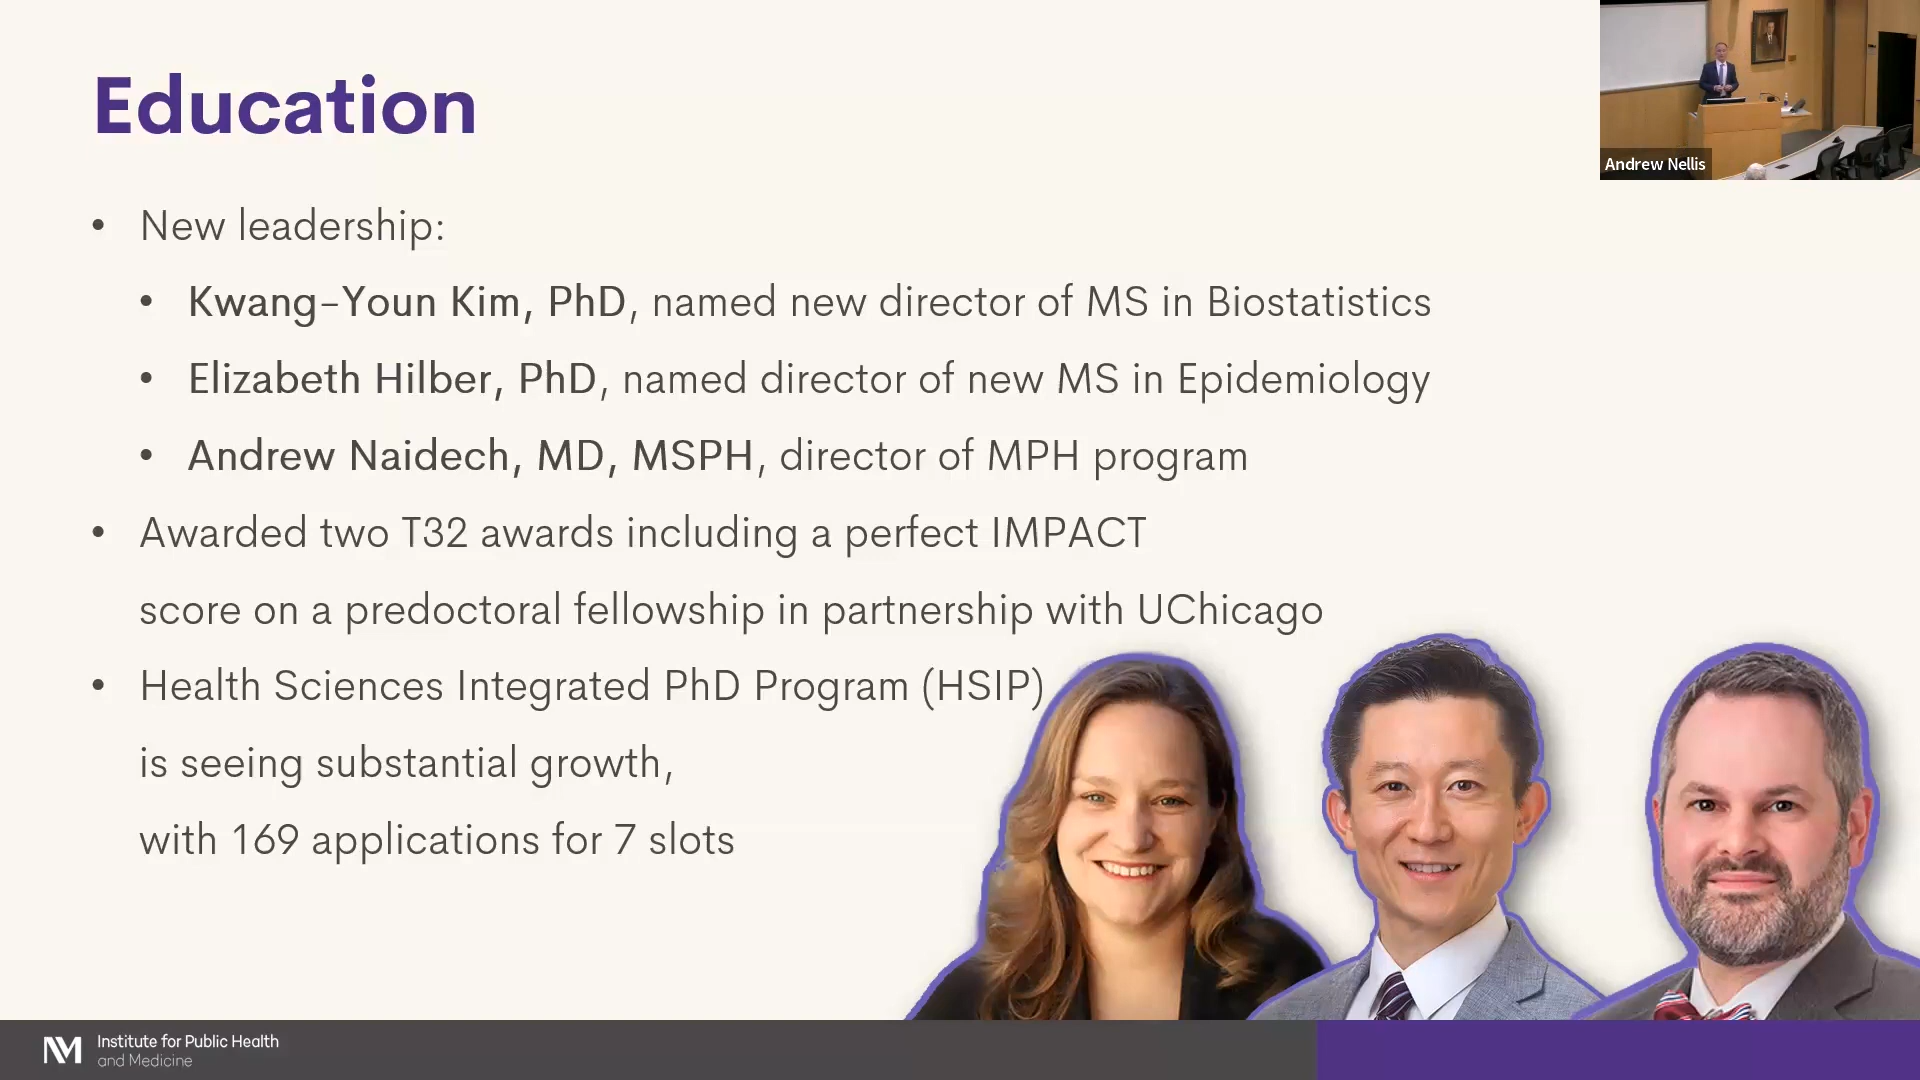 Education
Andrew Nellis
• New leadership:
• Kwang-Youn Kim, PhD, named new director of MS in Biostatistics
• Elizabeth Hilber, PhD, named director of new MS in Epidemiology
• Andrew Naidech, MD, MSPH, director of MPH program
• Awarded two T32 awards including a perfect IMPACT
score on a predoctoral fellowship in partnership with UChicago
• Health Sciences Integrated PhD Program (HSIP)
is seeing substantial growth,
with 169 applications for 7 slots
NM
Institute for Public Health
and Medicine